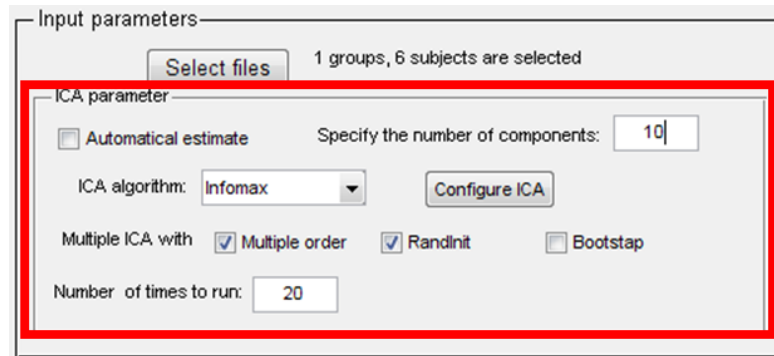 Input parameters
Select files 1 groups, 6 subjects are selected
ICA parameter
Automatical estimate Specify the number of components: 10
ICA algorithm: Infomax Configure ICA
Multiple ICA with Multiple order RandInit Bootstap
Number of times to run: 20